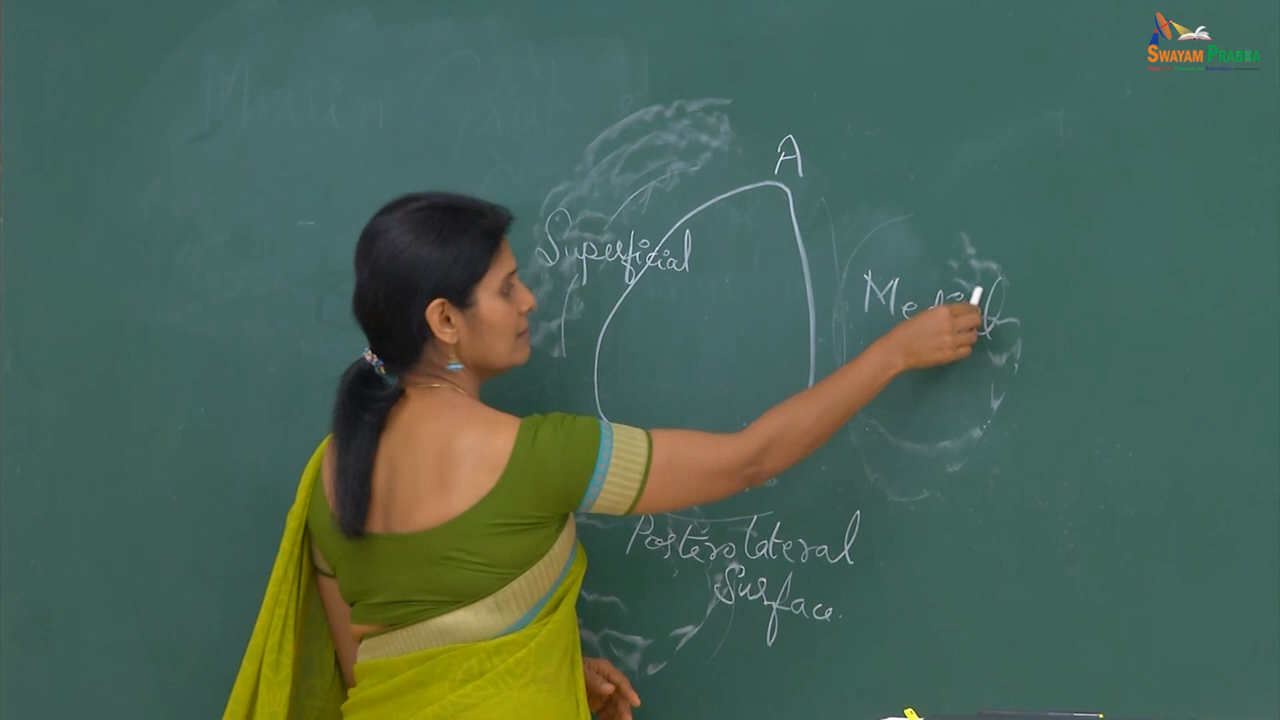 SWAYAM PRABHA
A
Superficial
Medial
Posterolateral
Surface.